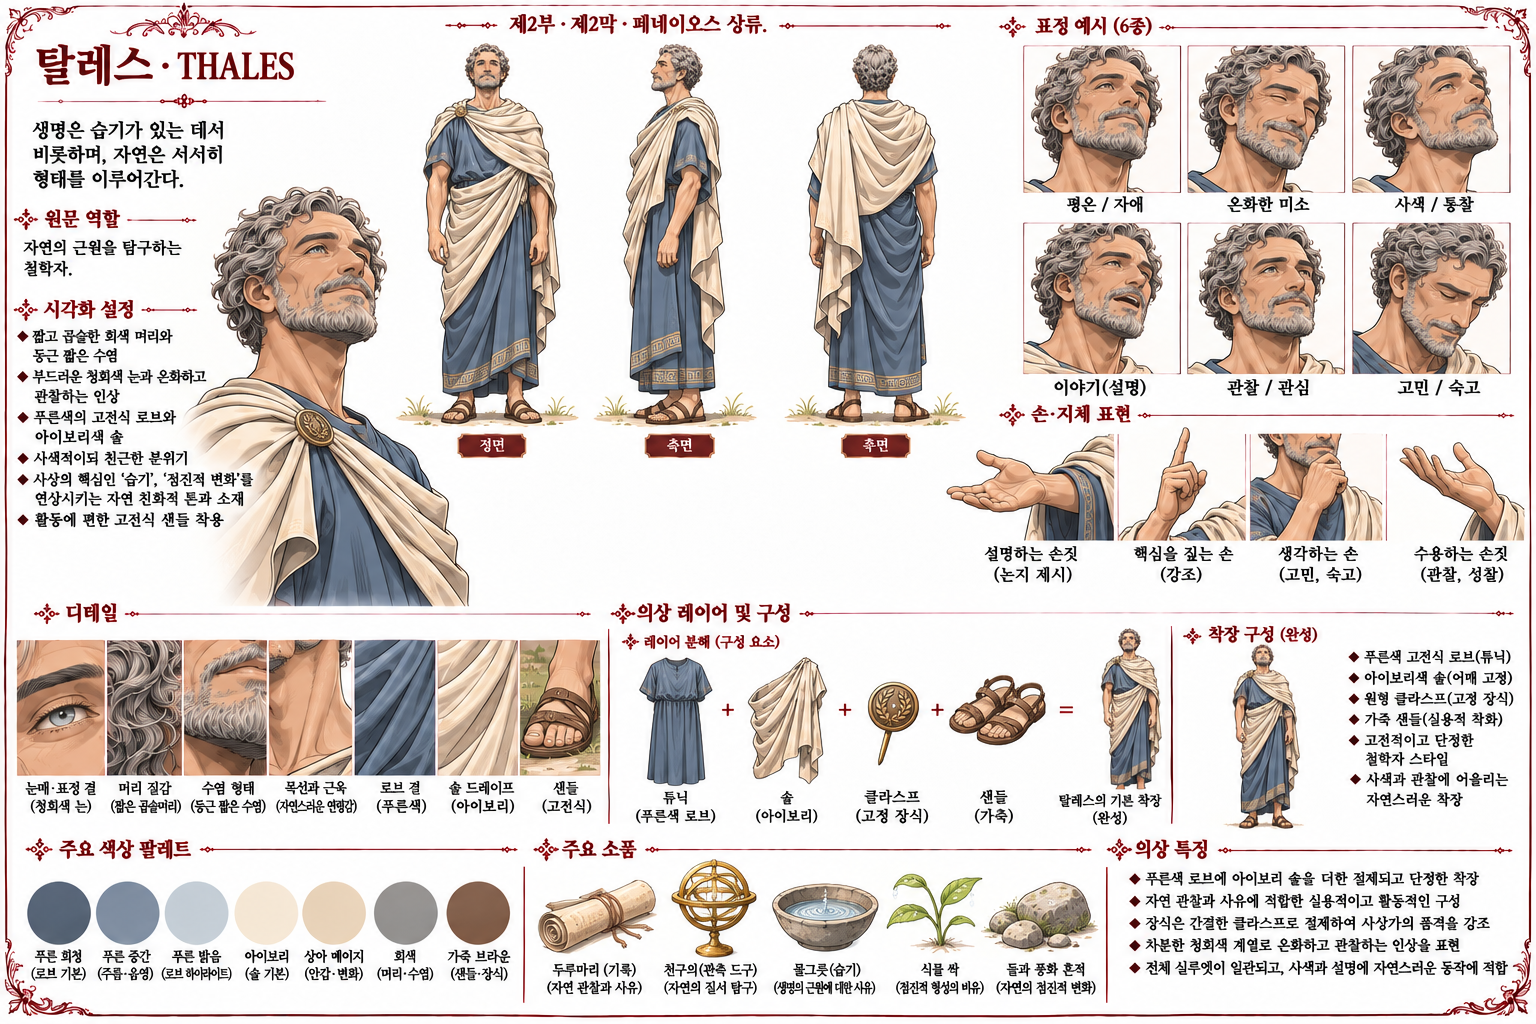 탈레스 · THALES
생명은 습기가 있는 데서
비롯하며, 자연은 서서히
형태를 이루어간다.
원문 역할
자연의 근원을 탐구하는
철학자.
시각화 설정
짧고 곱슬한 회색 머리와
둥근 짧은 수염
부드러운 청회색 눈과 온화하고
관찰하는 인상
푸른색의 고전식 로브와
아이보리색 숄
사색적이되 친근한 분위기
사상의 핵심인 ‘습기’, ‘점진적 변화’를
연상시키는 자연 친화적 톤과 소재
활동에 편한 고전식 샌들 착용
제2부 · 제2막 · 페네이오스 상류.
정면
측면
측면
표정 예시 (6종)
평온 / 자애
온화한 미소
사색 / 통찰
이야기(설명)
관찰 / 관심
고민 / 숙고
손·지체 표현
설명하는 손짓
(논지 제시)
핵심을 짚는 손
(강조)
생각하는 손
(고민, 숙고)
수용하는 손짓
(관찰, 성찰)
디테일
눈매·표정 결
(청회색 눈)
머리 질감
(짧은 곱슬머리)
수염 형태
(둥근 짧은 수염)
목선과 근육
(자연스러운 연령감)
로브 결
(푸른색)
숄 드레이프
(아이보리)
샌들
(고전식)
의상 레이어 및 구성
레이어 분해 (구성 요소)
튜닉
(푸른색 로브)
+
숄
(아이보리)
+
클라스프
(고정 장식)
+
샌들
(가죽)
=
탈레스의 기본 착장
(완성)
착장 구성 (완성)
푸른색 고전식 로브(튜닉)
아이보리색 숄(어깨 고정)
원형 클라스프(고정 장식)
가죽 샌들(실용적 착화)
고전적이고 단정한
철학자 스타일
사색과 관찰에 어울리는
자연스러운 착장
주요 색상 팔레트
푸른 회청
(로브 기본)
푸른 중간
(주름·음영)
푸른 밝음
(로브 하이라이트)
아이보리
(숄 기본)
상아 베이지
(안감·변화)
회색
(머리·수염)
가죽 브라운
(샌들·장식)
주요 소품
두루마리 (기록)
(자연 관찰과 사유)
천구의(관측 도구)
(자연의 질서 탐구)
물그릇(습기)
(생명의 근원에 대한 사유)
식물 싹
(점진적 형성의 비유)
돌과 풍화 흔적
(자연의 점진적 변화)
의상 특징
푸른색 로브에 아이보리 숄을 더한 절제되고 단정한 착장
자연 관찰과 사유에 적합한 실용적이고 활동적인 구성
장식은 간결한 클라스프로 절제하여 사상가의 품격을 강조
차분한 청회색 계열로 온화하고 관찰하는 인상을 표현
전체 실루엣이 일관되고, 사색과 설명에 자연스러운 동작에 적합